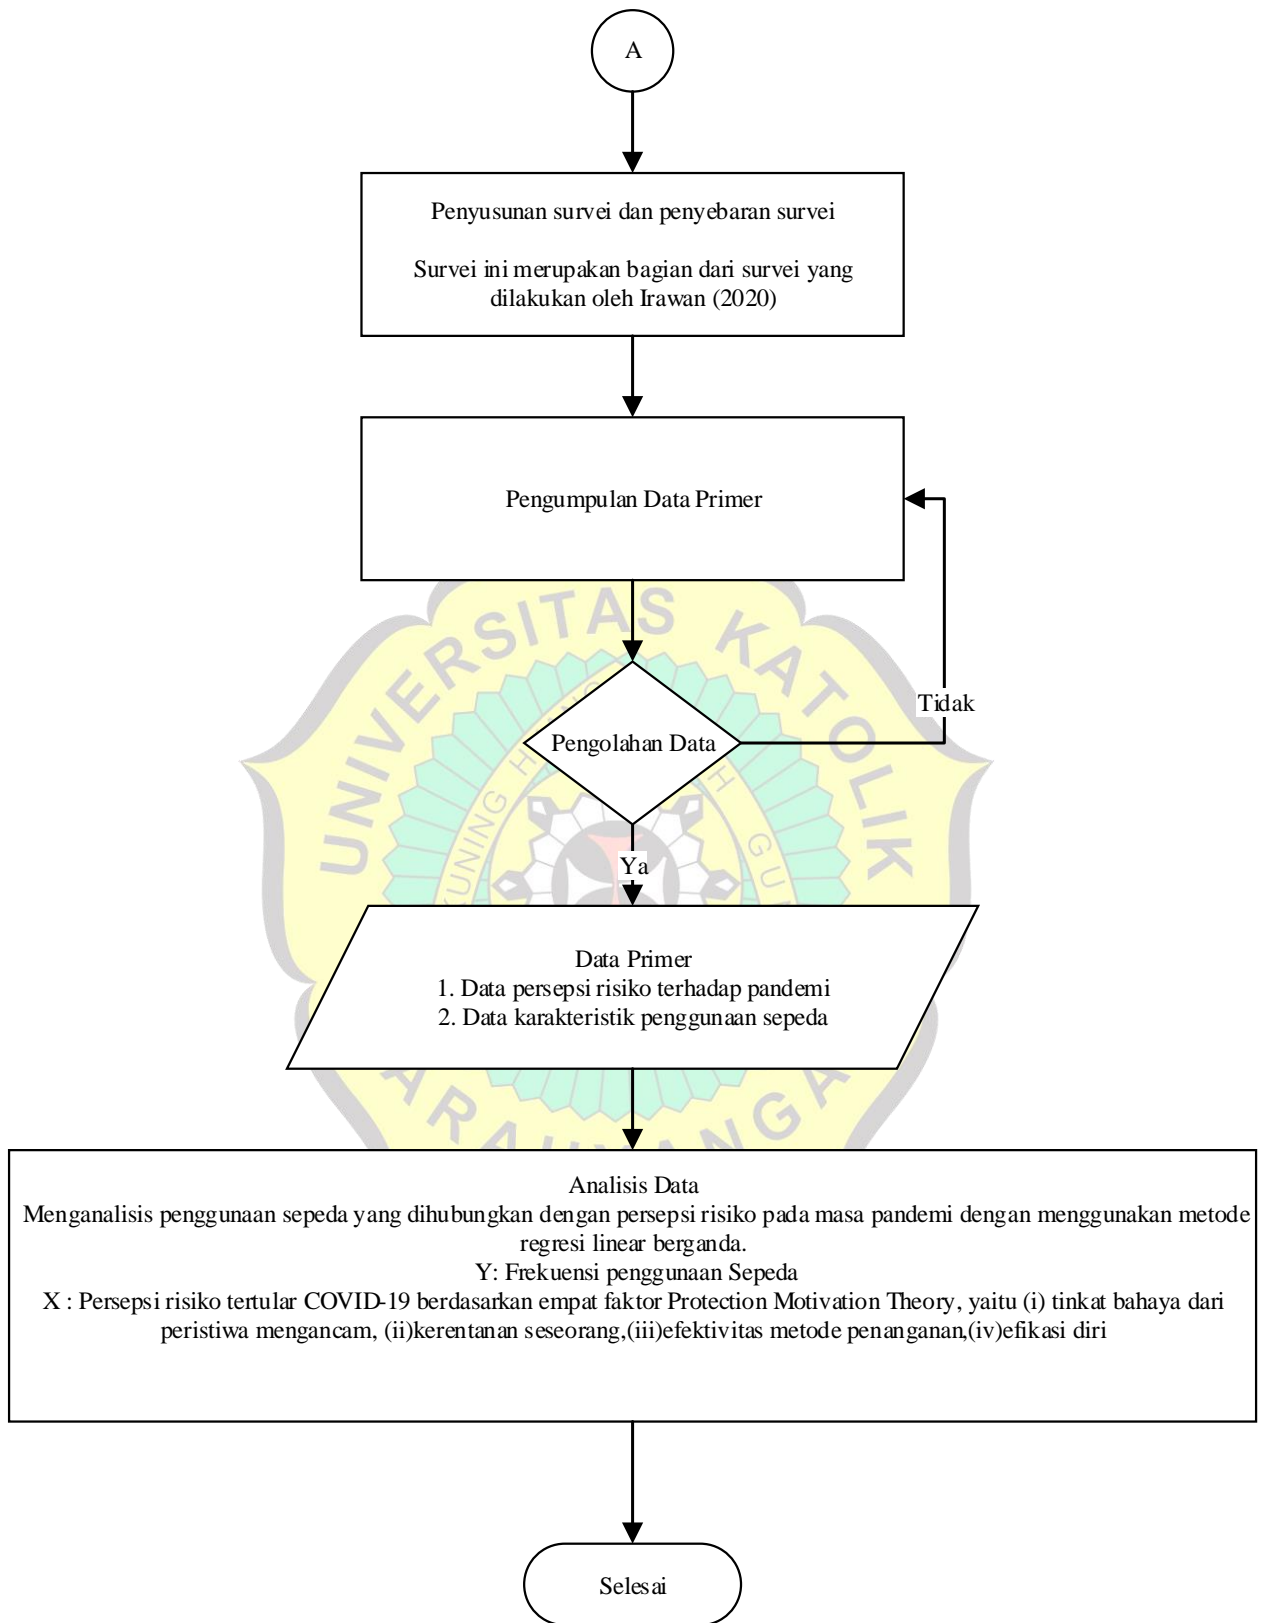 A
Penyusunan survei dan penyebaran survei
Survei ini merupakan bagian dari survei yang
dilakukan oleh Irawan (2020)
Pengumpulan Data Primer
UNIVERSITAS KATOLIK
Tidak
Pengolahan Data
Ya
Data Primer
1. Data persepsi risiko terhadap pandemi
2. Data karakteristik penggunaan sepeda
Analisis Data
Menganalisis penggunaan sepeda yang dihubungkan dengan persepsi risiko pada masa pandemi dengan menggunakan metode
regresi linear berganda.
Y: Frekuensi penggunaan Sepeda
X : Persepsi risiko tertular COVID-19 berdasarkan empat faktor Protection Motivation Theory, yaitu (i) tinkat bahaya dari
peristiwa mengancam, (ii)kerentanan seseorang,(iii)efektivitas metode penanganan,(iv)efikasi diri
Selesai